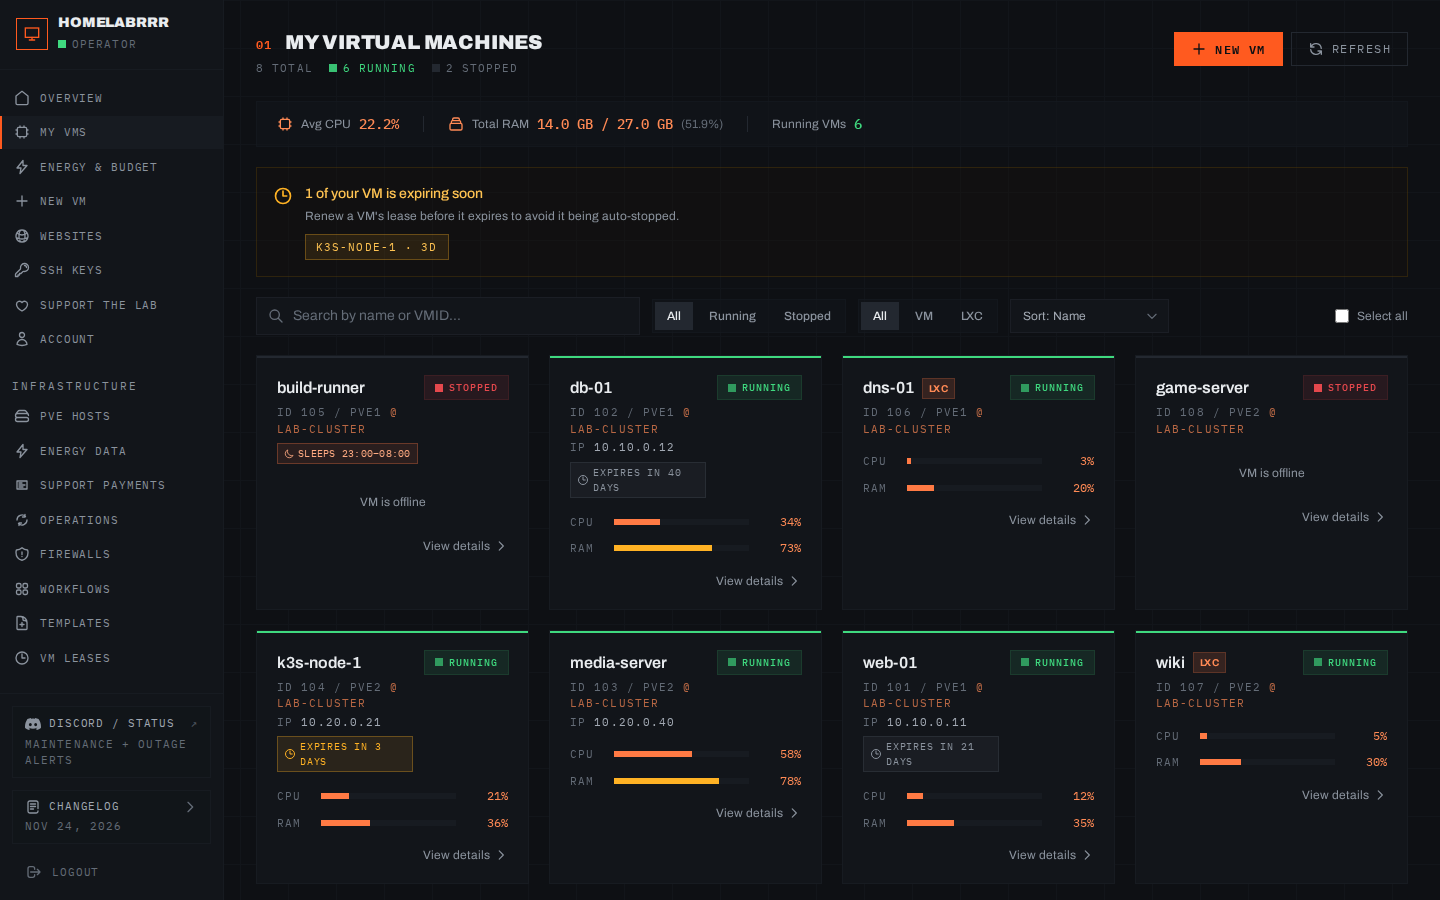 HOMELABRRR
OPERATOR
OVERVIEW
MY VMS
ENERGY & BUDGET
NEW VM
WEBSITES
SSH KEYS
SUPPORT THE LAB
ACCOUNT
INFRASTRUCTURE
PVE HOSTS
ENERGY DATA
SUPPORT PAYMENTS
OPERATIONS
FIREWALLS
WORKFLOWS
TEMPLATES
VM LEASES
DISCORD / STATUS ↗
MAINTENANCE + OUTAGE
ALERTS
CHANGELOG
NOV 24, 2026
LOGOUT
01 MY VIRTUAL MACHINES
8 TOTAL 6 RUNNING 2 STOPPED
NEW VM
REFRESH
Avg CPU 22.2% Total RAM 14.0 GB / 27.0 GB (51.9%) Running VMs 6
1 of your VM is expiring soon
Renew a VM's lease before it expires to avoid it being auto-stopped.
K3S-NODE-1 · 3D
Search by name or VMID...
All Running Stopped
All VM LXC
Sort: Name
Select all
build-runner STOPPED
ID 105 / PVE1 @
LAB-CLUSTER
SLEEPS 23:00–08:00
VM is offline
View details
db-01 RUNNING
ID 102 / PVE1 @
LAB-CLUSTER
IP 10.10.0.12
EXPIRES IN 40
DAYS
CPU 34%
RAM 73%
View details
dns-01 LXC RUNNING
ID 106 / PVE1 @
LAB-CLUSTER
CPU 3%
RAM 20%
View details
game-server STOPPED
ID 108 / PVE2 @
LAB-CLUSTER
VM is offline
View details
k3s-node-1 RUNNING
ID 104 / PVE2 @
LAB-CLUSTER
IP 10.20.0.21
EXPIRES IN 3
DAYS
CPU 21%
RAM 36%
View details
media-server RUNNING
ID 103 / PVE2 @
LAB-CLUSTER
IP 10.20.0.40
CPU 58%
RAM 78%
View details
web-01 RUNNING
ID 101 / PVE1 @
LAB-CLUSTER
IP 10.10.0.11
EXPIRES IN 21
DAYS
CPU 12%
RAM 35%
View details
wiki LXC RUNNING
ID 107 / PVE2 @
LAB-CLUSTER
CPU 5%
RAM 30%
View details